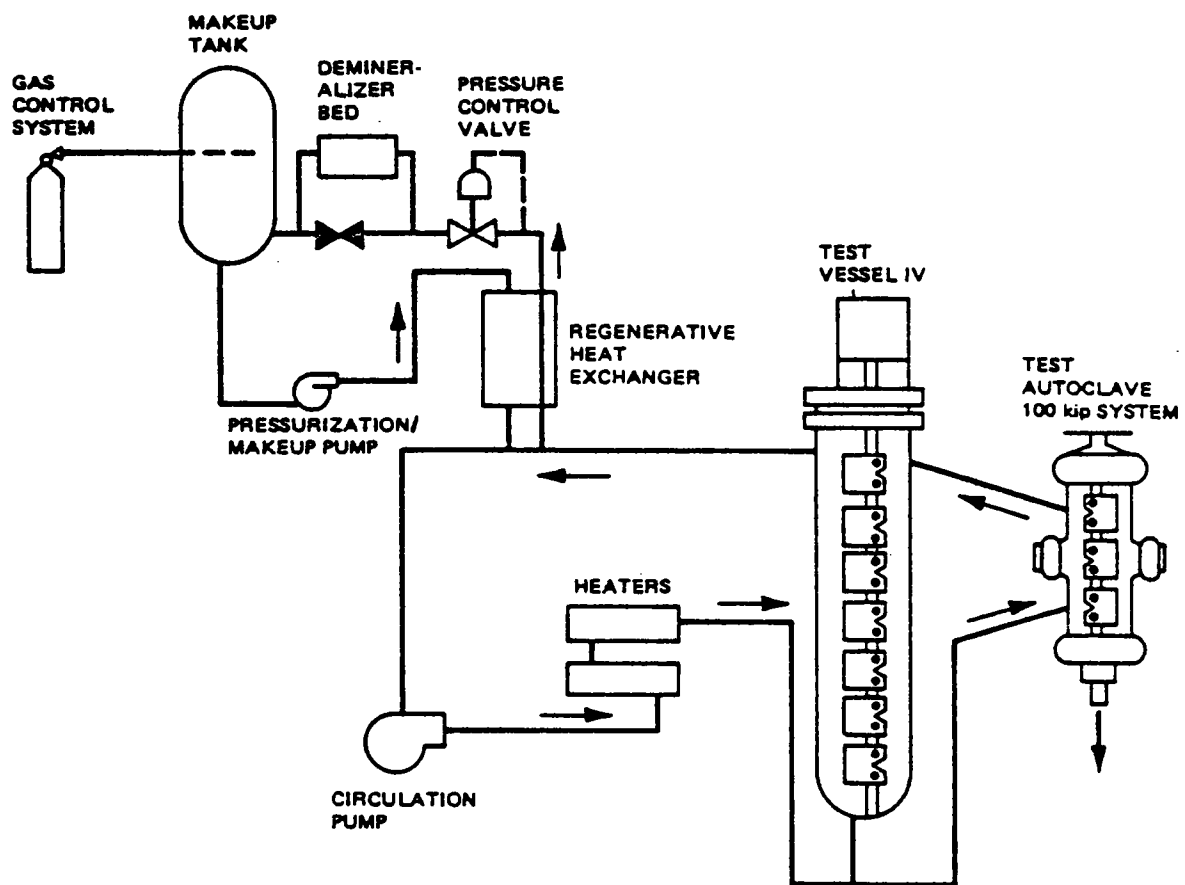 MAKEUP
TANK
GAS
CONTROL
SYSTEM
DEMINER-
ALIZER
BED
PRESSURE
CONTROL
VALVE
REGENERATIVE
HEAT
EXCHANGER
PRESSURIZATION/
MAKEUP PUMP
TEST
VESSEL IV
TEST
AUTOCLAVE
100 kip SYSTEM
HEATERS
CIRCULATION
PUMP